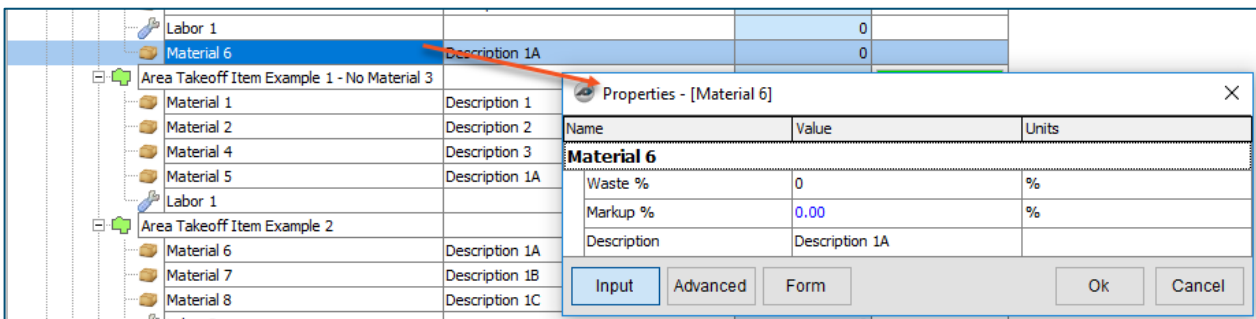 Labor 1 0
Material 6 Description 1A 0
Area Takeoff Item Example 1 - No Material 3
Material 1 Description 1
Material 2 Description 2
Material 4 Description 3
Material 5 Description 1A
Labor 1
Area Takeoff Item Example 2
Material 6 Description 1A
Material 7 Description 1B
Material 8 Description 1C
Properties - [Material 6]
Name Value Units
Material 6
Waste % 0 %
Markup % 0.00 %
Description Description 1A
Input Advanced Form Ok Cancel